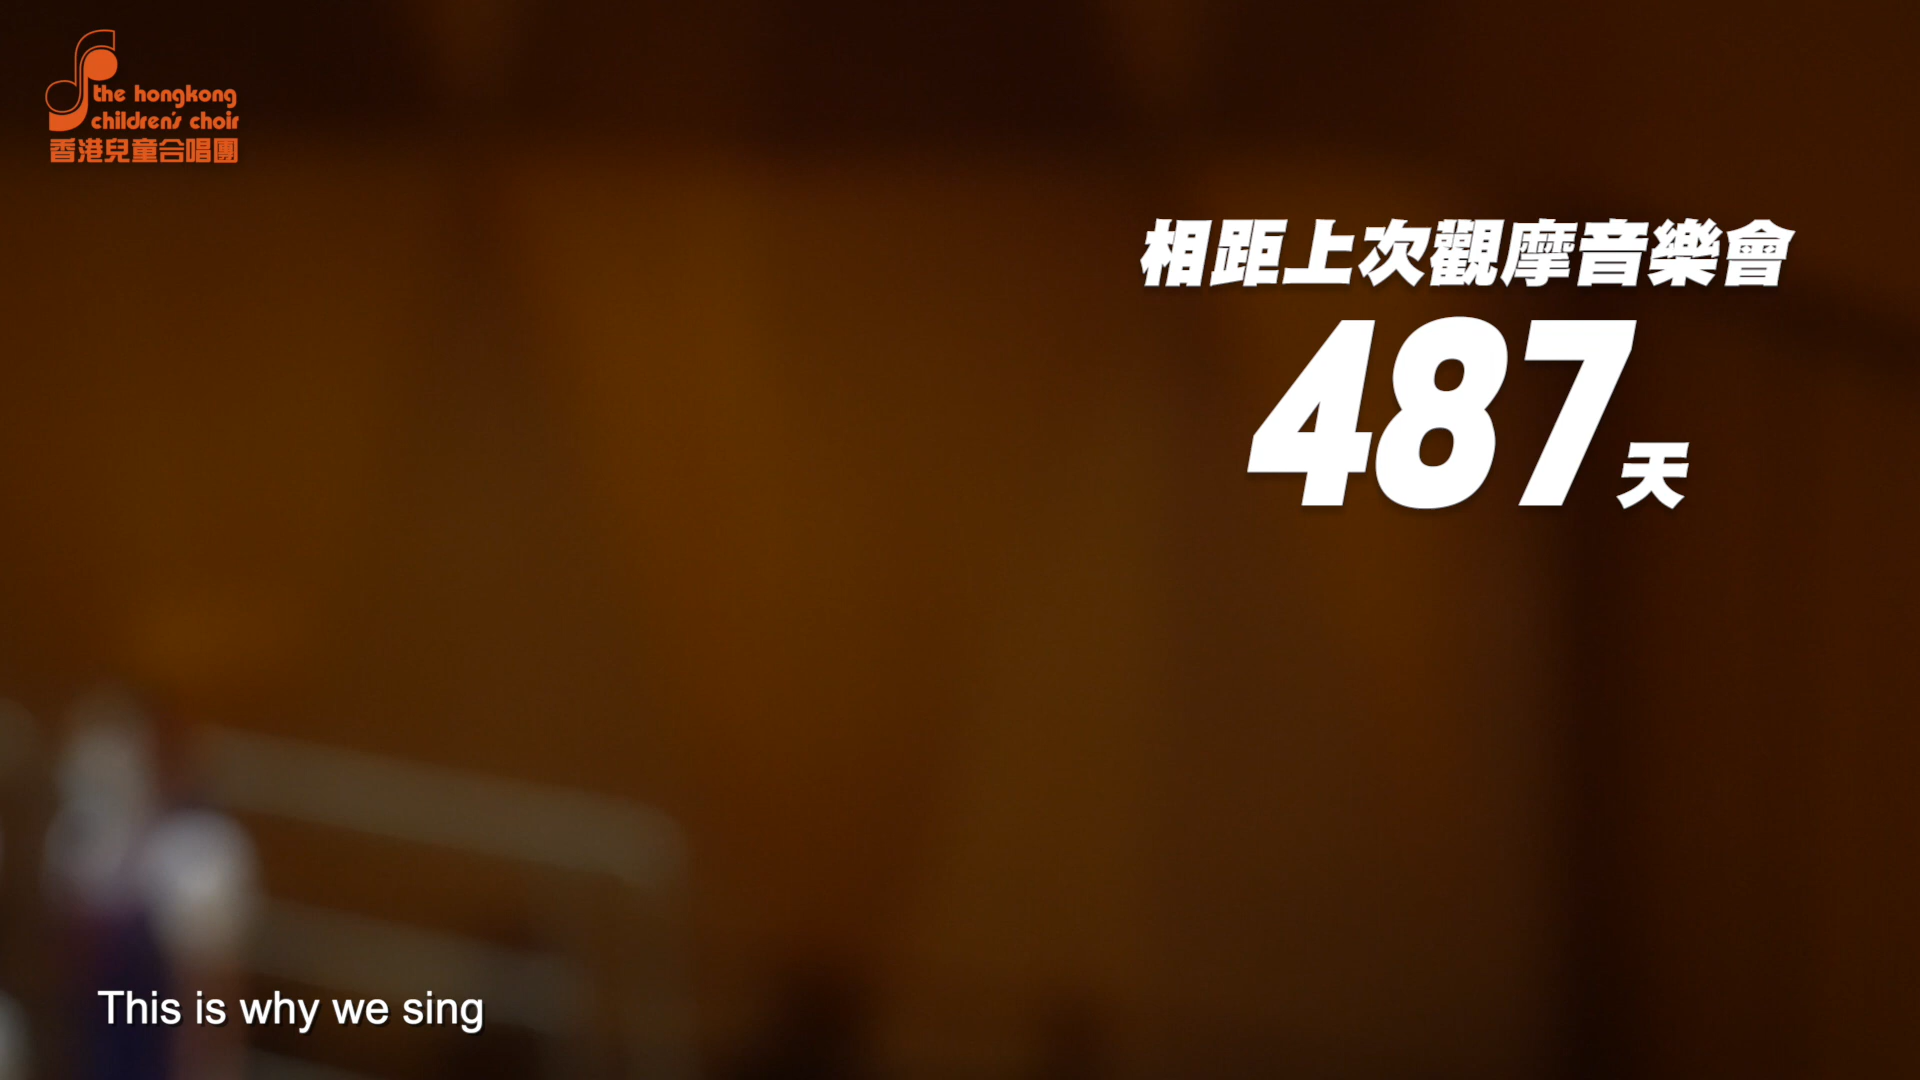 the hongkong
children's choir
香港兒童合唱團
相距上次觀摩音樂會
487天
This is why we sing